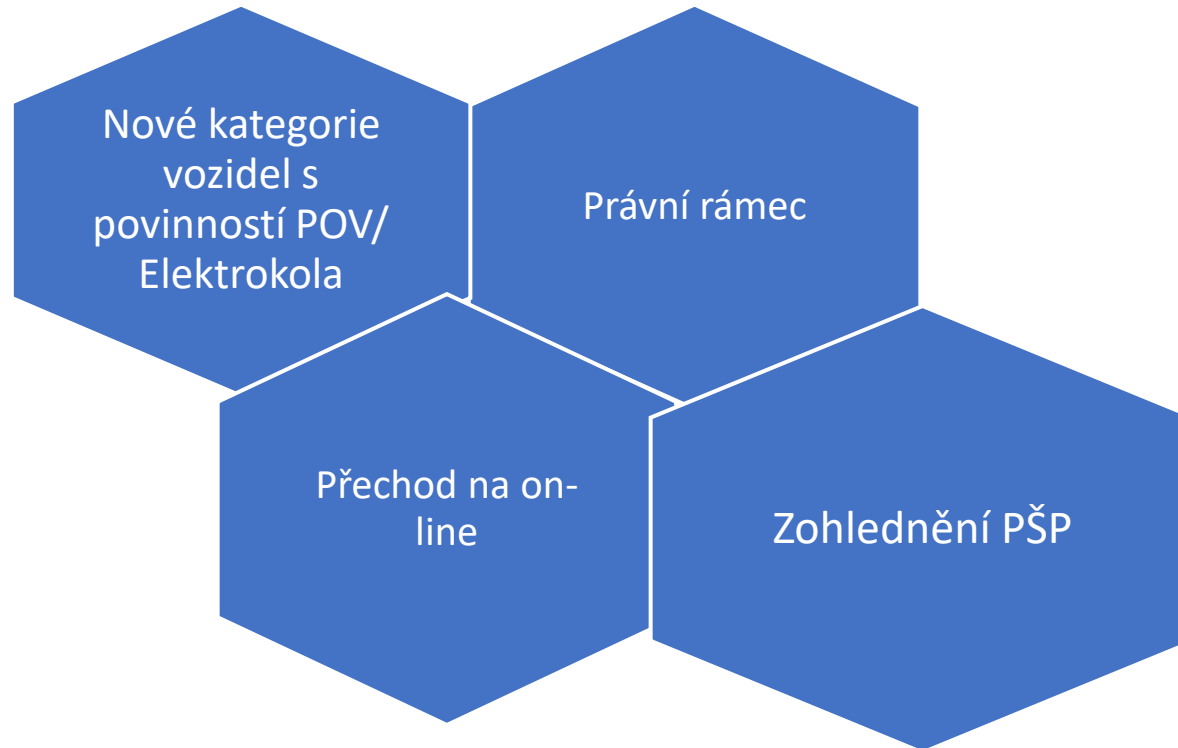 Nové kategorie
vozidel s
povinností POV/
Elektrokola
Právní rámec
Přechod na on-
line
Zohlednění PŠP